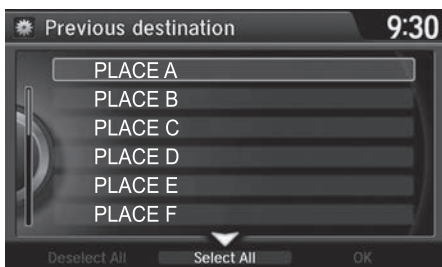 Previous destination 9:30
PLACE A
PLACE B
PLACE C
PLACE D
PLACE E
PLACE F
Deselect All Select All OK